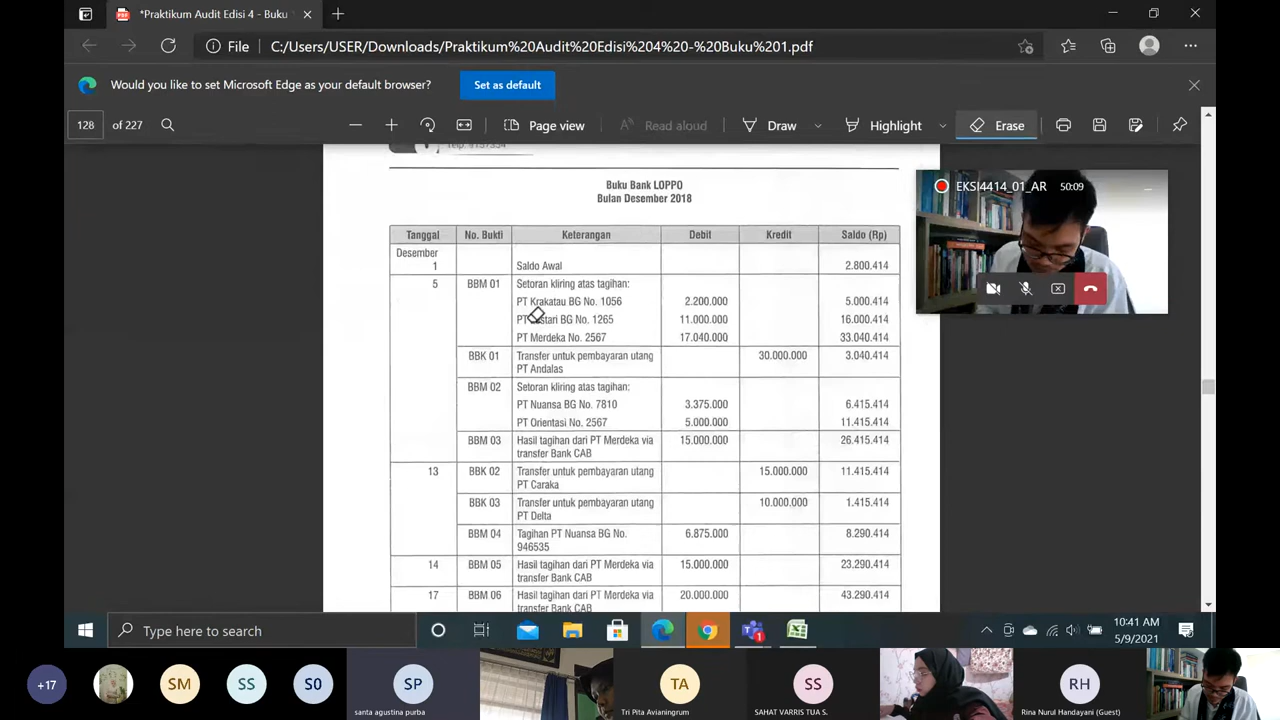 *Praktikum Audit Edisi 4 - Buku
File C:/Users/USER/Downloads/Praktikum%20Audit%20Edisi%204%20-%20Buku%201.pdf
Would you like to set Microsoft Edge as your default browser? Set as default
128 of 227 Page view Read aloud Draw Highlight Erase
Buku Bank LOPPO
Bulan Desember 2018
Tanggal No. Bukti Keterangan Debit Kredit Saldo (Rp)
Desember
1 Saldo Awal 2.800.414
5 BBM 01 Setoran kliring atas tagihan:
PT Krakatau BG No. 1056 2.200.000 5.000.414
PT BG No. 1265 11.000.000 16.000.414
PT Merdeka No. 2567 17.040.000 33.040.414
BBK 01 Transfer untuk pembayaran utang 30.000.000 3.040.414
PT Andalas
BBM 02 Setoran kliring atas tagihan:
PT Nuansa BG No. 7810 3.375.000 6.415.414
PT Orientasi No. 2567 5.000.000 11.415.414
BBM 03 Hasil tagihan dari PT Merdeka via 15.000.000 26.415.414
transfer Bank CAB
13 BBK 02 Transfer untuk pembayaran utang 15.000.000 11.415.414
PT Caraka
BBK 03 Transfer untuk pembayaran utang 10.000.000 1.415.414
PT Delta
BBM 04 Tagihan PT Nuansa BG No. 6.875.000 8.290.414
946535
14 BBM 05 Hasil tagihan dari PT Merdeka via 15.000.000 23.290.414
transfer Bank CAB
17 BBM 06 Hasil tagihan dari PT Merdeka via 20.000.000 43.290.414
transfer Bank CAB
EKSI4414_01_AR 50:09
Type here to search
10:41 AM
5/9/2021
+17 SM SS S0 SP TA SS RH
santa agustina purba Tri Pita Avianingrum SAHAT VARRIS TUA S. Rina Nurul Handayani (Guest)